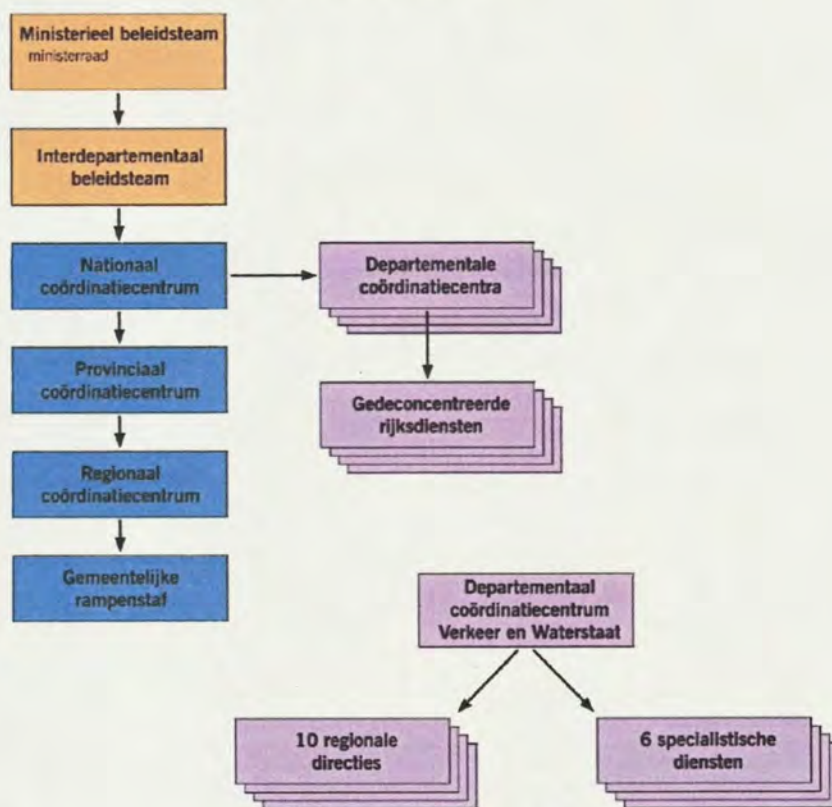 Ministerieel beleidsteam
ministerraad
Interdepartementaal
beleidsteam
Nationaal
coördinatiecentrum
Departementale
coördinatiecentra
Provinciaal
coördinatiecentrum
Gedeconcentreerde
rijksdiensten
Regionaal
coördinatiecentrum
Gemeentelijke
rampenstaf
Departementaal
coördinatiecentrum
Verkeer en Waterstaat
10 regionale
directies
6 specialistische
diensten